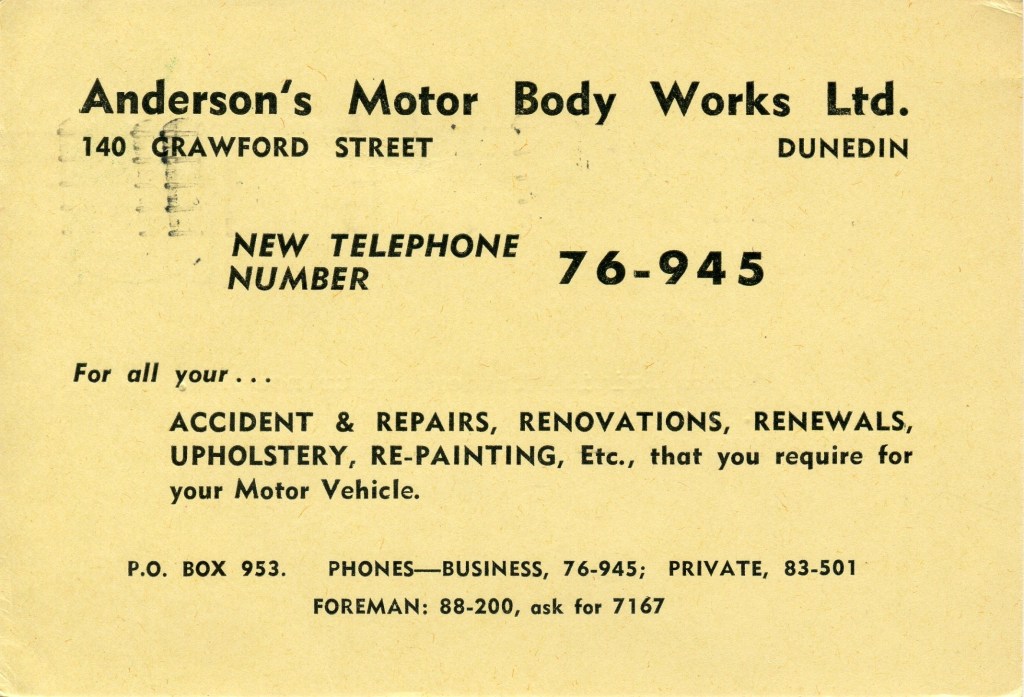 Anderson's Motor Body Works Ltd.
140 CRAWFORD STREET DUNEDIN
NEW TELEPHONE
NUMBER 76-945
For all your . . .
ACCIDENT & REPAIRS, RENOVATIONS, RENEWALS,
UPHOLSTERY, RE-PAINTING, Etc., that you require for
your Motor Vehicle.
P.O. BOX 953. PHONES—BUSINESS, 76-945; PRIVATE, 83-501
FOREMAN: 88-200, ask for 7167